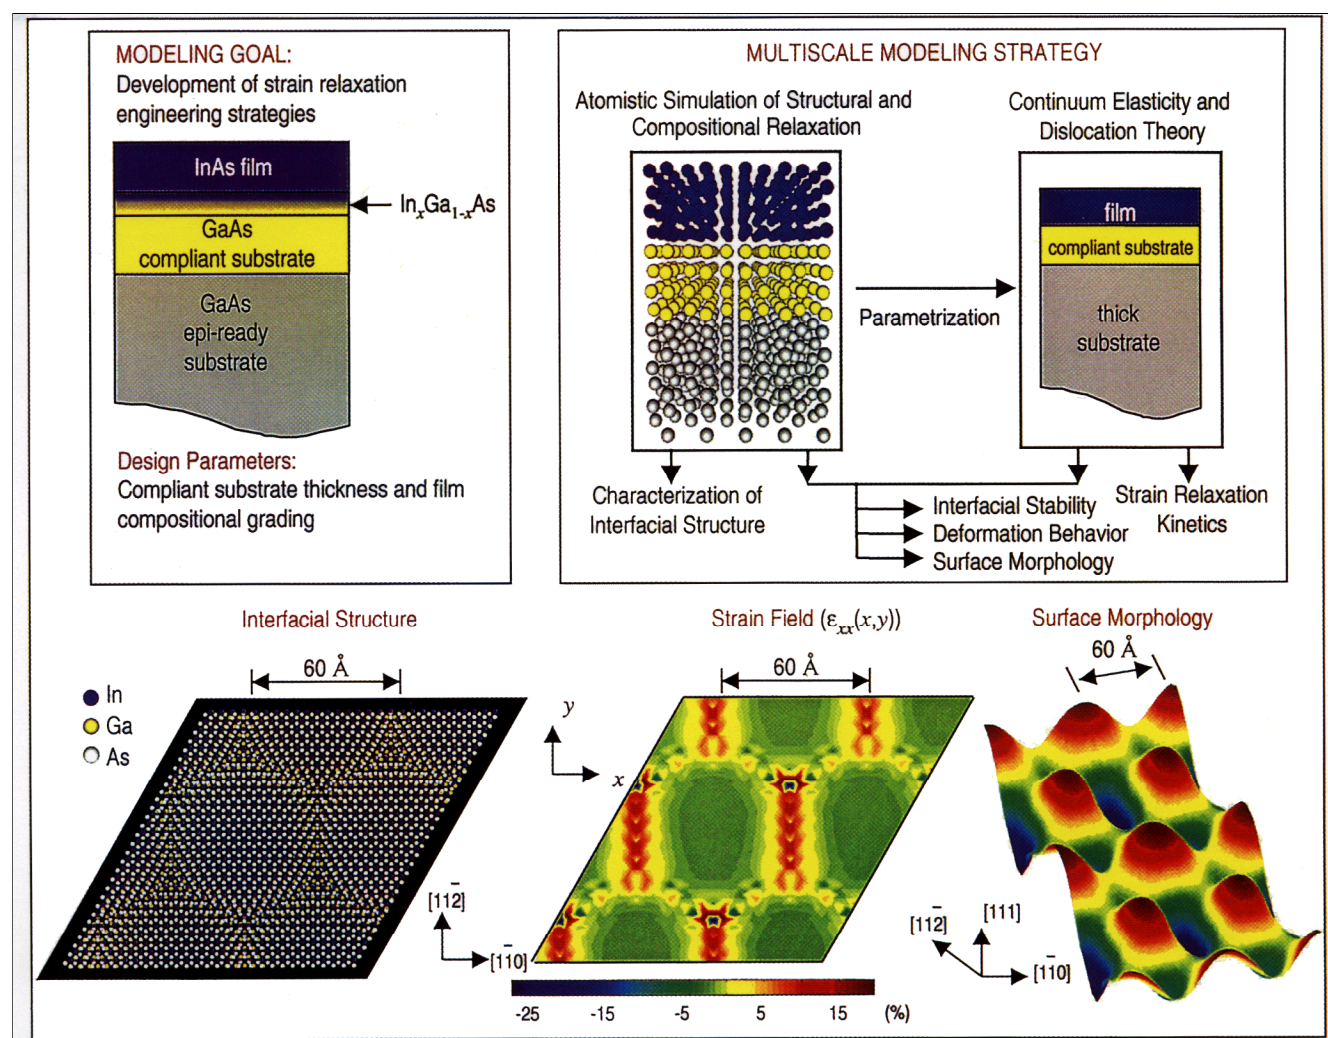 MODELING GOAL:
Development of strain relaxation
engineering strategies
InAs film
InxGa1-xAs
GaAs
compliant substrate
GaAs
epi-ready
substrate
Design Parameters:
Compliant substrate thickness and film
compositional grading
MULTISCALE MODELING STRATEGY
Atomistic Simulation of Structural and
Compositional Relaxation
Continuum Elasticity and
Dislocation Theory
Parametrization
film
compliant substrate
thick
substrate
Characterization of
Interfacial Structure
Interfacial Stability
Deformation Behavior
Surface Morphology
Strain Relaxation
Kinetics
Interfacial Structure
60 Å
In
Ga
As
[112̄]
[1̄10]
Strain Field (εxx(x,y))
60 Å
y
x
-25 -15 -5 5 15 (%)
Surface Morphology
60 Å
[112̄]
[111]
[1̄10]